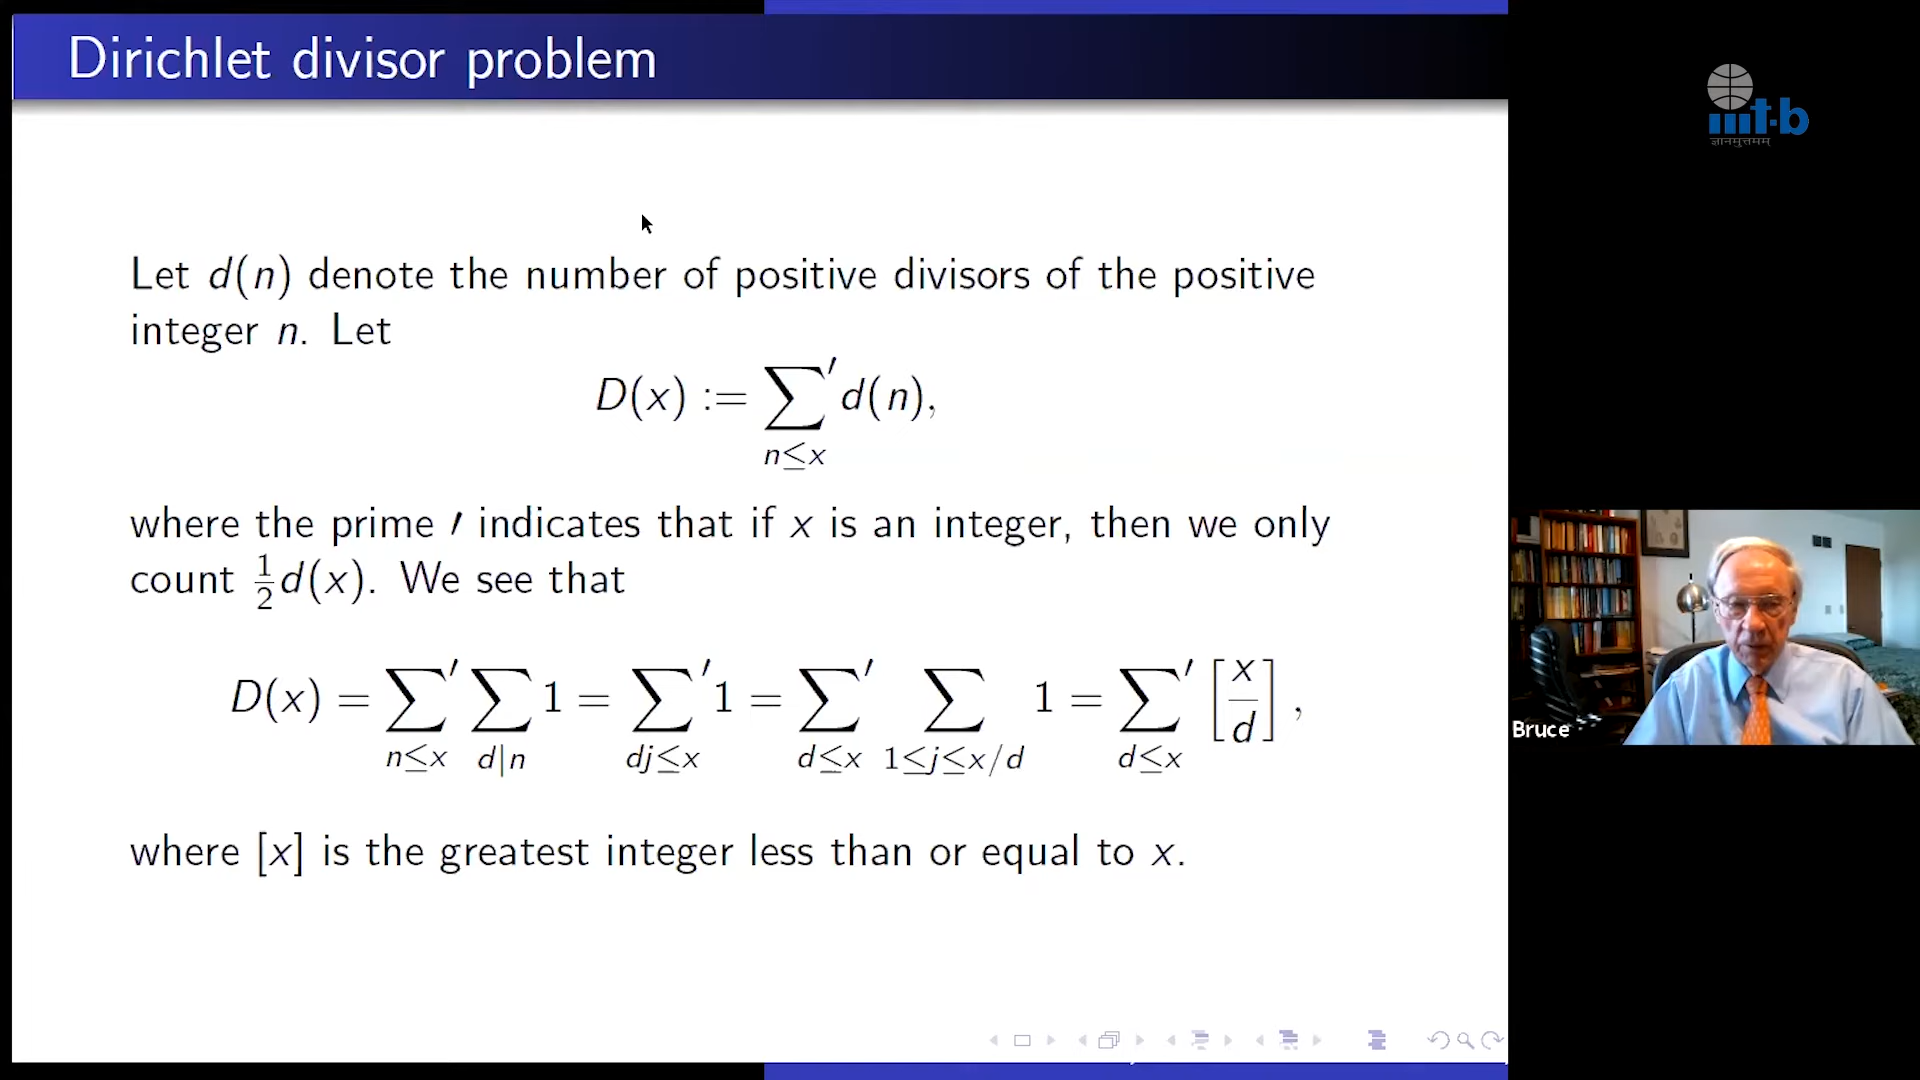 Dirichlet divisor problem
Let d(n) denote the number of positive divisors of the positive
integer n. Let
D(x) := ∑′_{n≤x} d(n),
where the prime ′ indicates that if x is an integer, then we only
count ½d(x). We see that
D(x) = ∑′_{n≤x} ∑_{d|n} 1 = ∑′_{dj≤x} 1 = ∑′_{d≤x} ∑_{1≤j≤x/d} 1 = ∑′_{d≤x} [x/d],
where [x] is the greatest integer less than or equal to x.
iiit-b
ज्ञानमुत्तमम्
Bruce